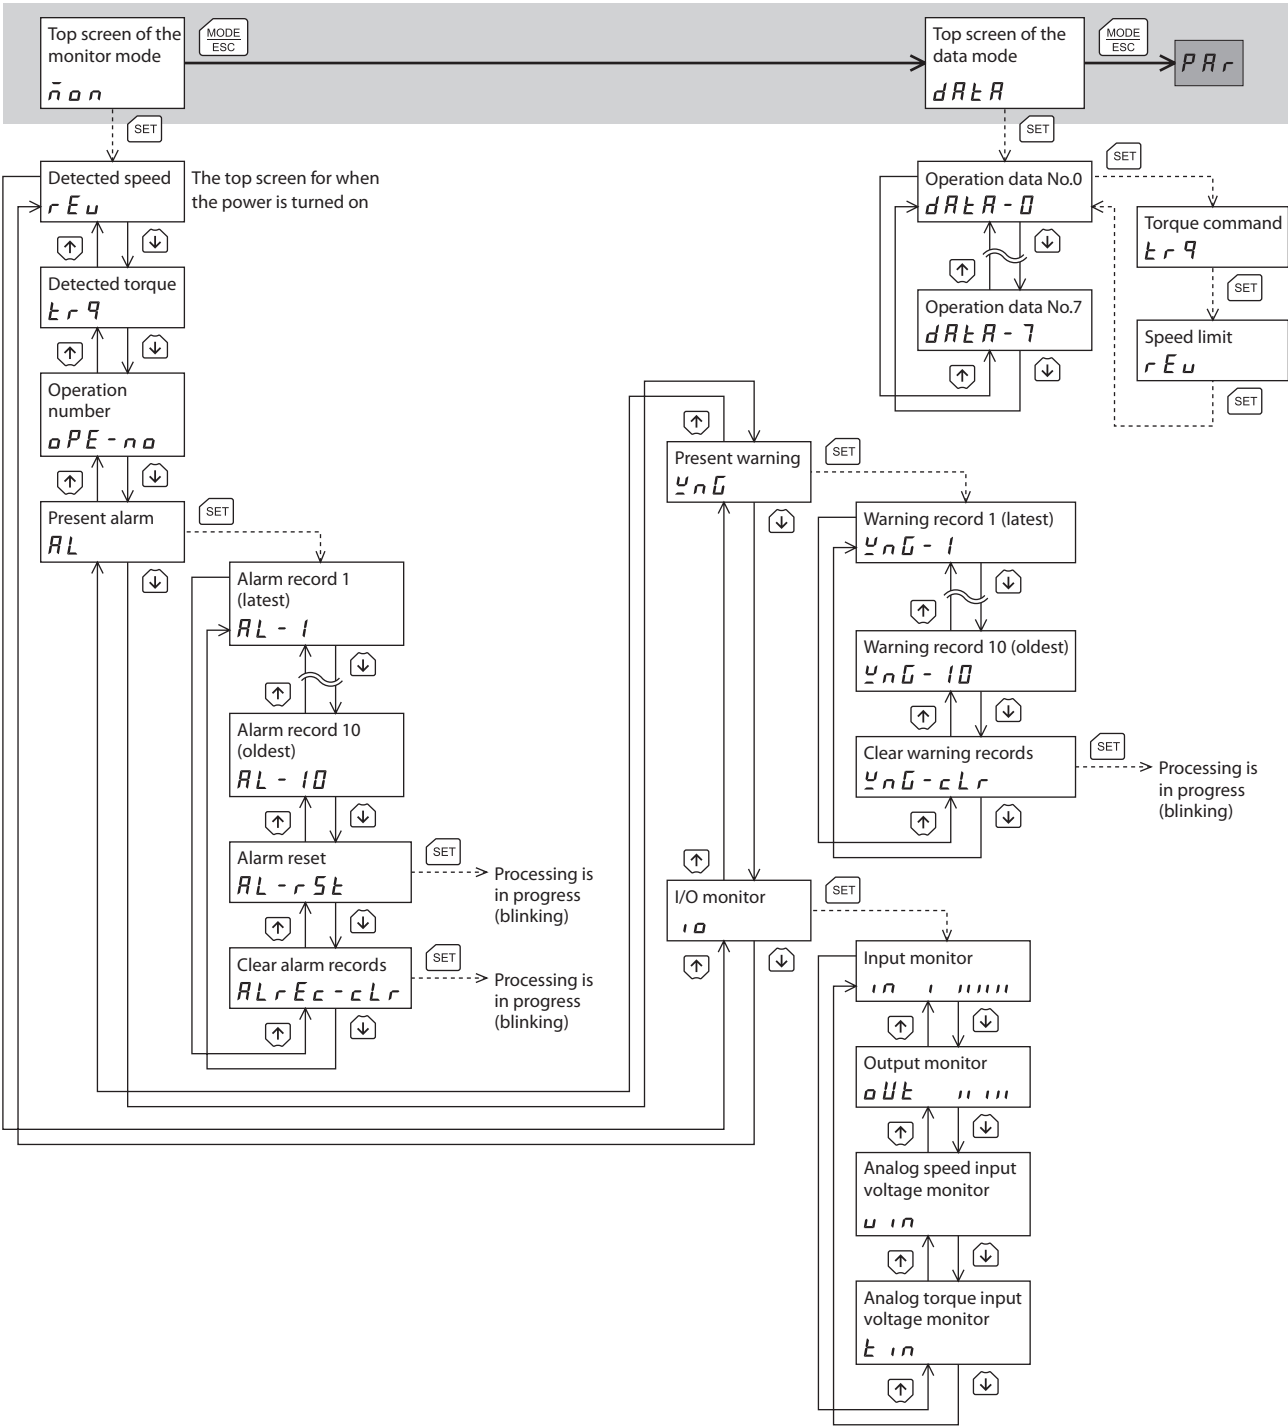 Top screen of the
monitor mode
mon
MODE
ESC
Top screen of the
data mode
dAtA
MODE
ESC
PAr
SET
SET
Detected speed
rEv
The top screen for when
the power is turned on
↑
↓
Detected torque
trq
↑
↓
Operation
number
oPE-no
↑
↓
Present alarm
AL
SET
↓
Alarm record 1
(latest)
AL-1
↑
↓
Alarm record 10
(oldest)
AL-10
↑
↓
Alarm reset
AL-rSt
SET
Processing is
in progress
(blinking)
↑
↓
Clear alarm records
ALrEc-cLr
SET
Processing is
in progress
(blinking)
↑
↓
Operation data No.0
dAtA-0
SET
↑
↓
Operation data No.7
dAtA-7
↑
↓
Torque command
trq
SET
Speed limit
rEv
SET
↑
Present warning
WnG
SET
↓
Warning record 1 (latest)
WnG-1
↑
↓
Warning record 10 (oldest)
WnG-10
↑
↓
Clear warning records
WnG-cLr
SET
Processing is
in progress
(blinking)
↑
↓
↑
I/O monitor
io
SET
↑
↓
Input monitor
in
↑
↓
Output monitor
oUt
↑
↓
Analog speed input
voltage monitor
v in
↑
↓
Analog torque input
voltage monitor
t in
↑
↓